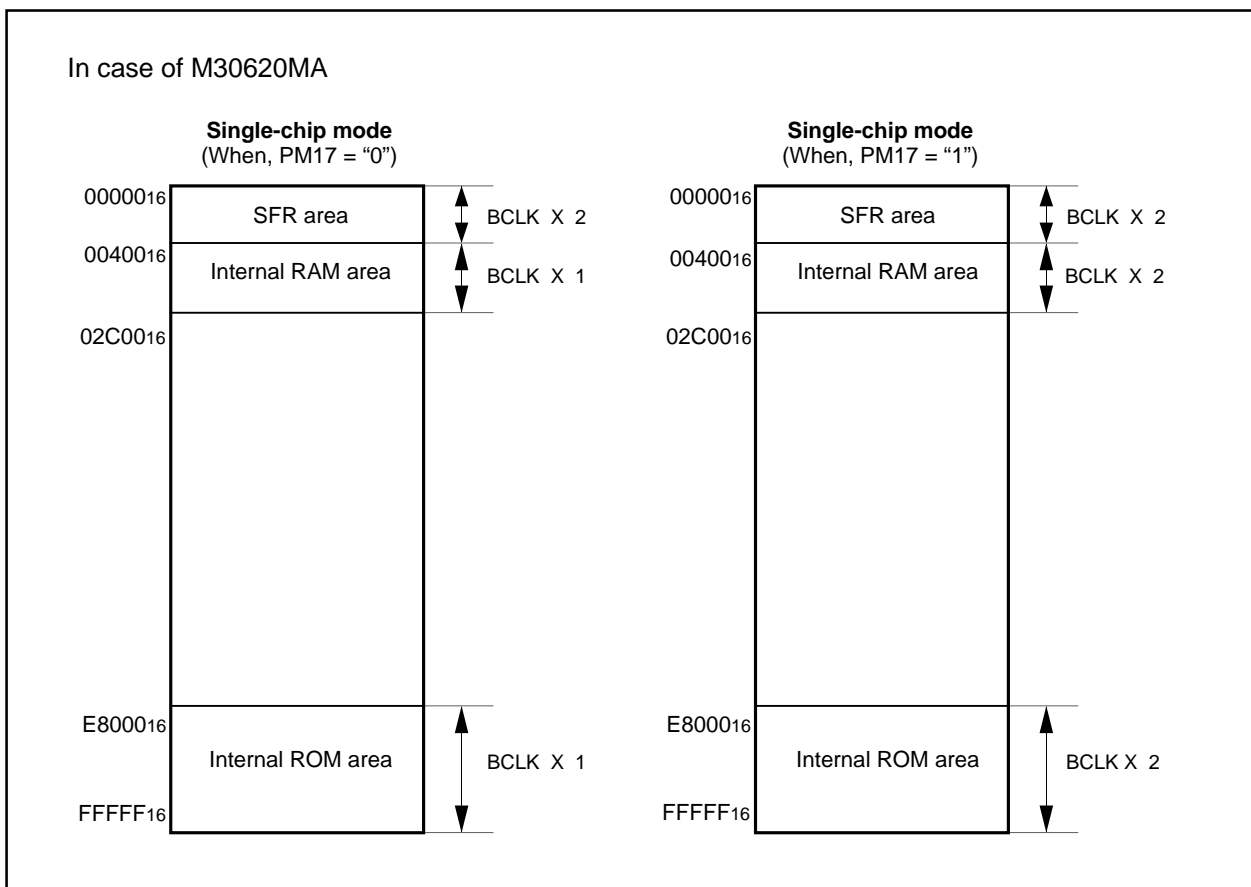 In case of M30620MA
Single-chip mode
(When, PM17 = “0”)
0000016
SFR area
BCLK X 2
0040016
Internal RAM area
BCLK X 1
02C0016
E800016
Internal ROM area
BCLK X 1
FFFFF16
Single-chip mode
(When, PM17 = “1”)
0000016
SFR area
BCLK X 2
0040016
Internal RAM area
BCLK X 2
02C0016
E800016
Internal ROM area
BCLK X 2
FFFFF16